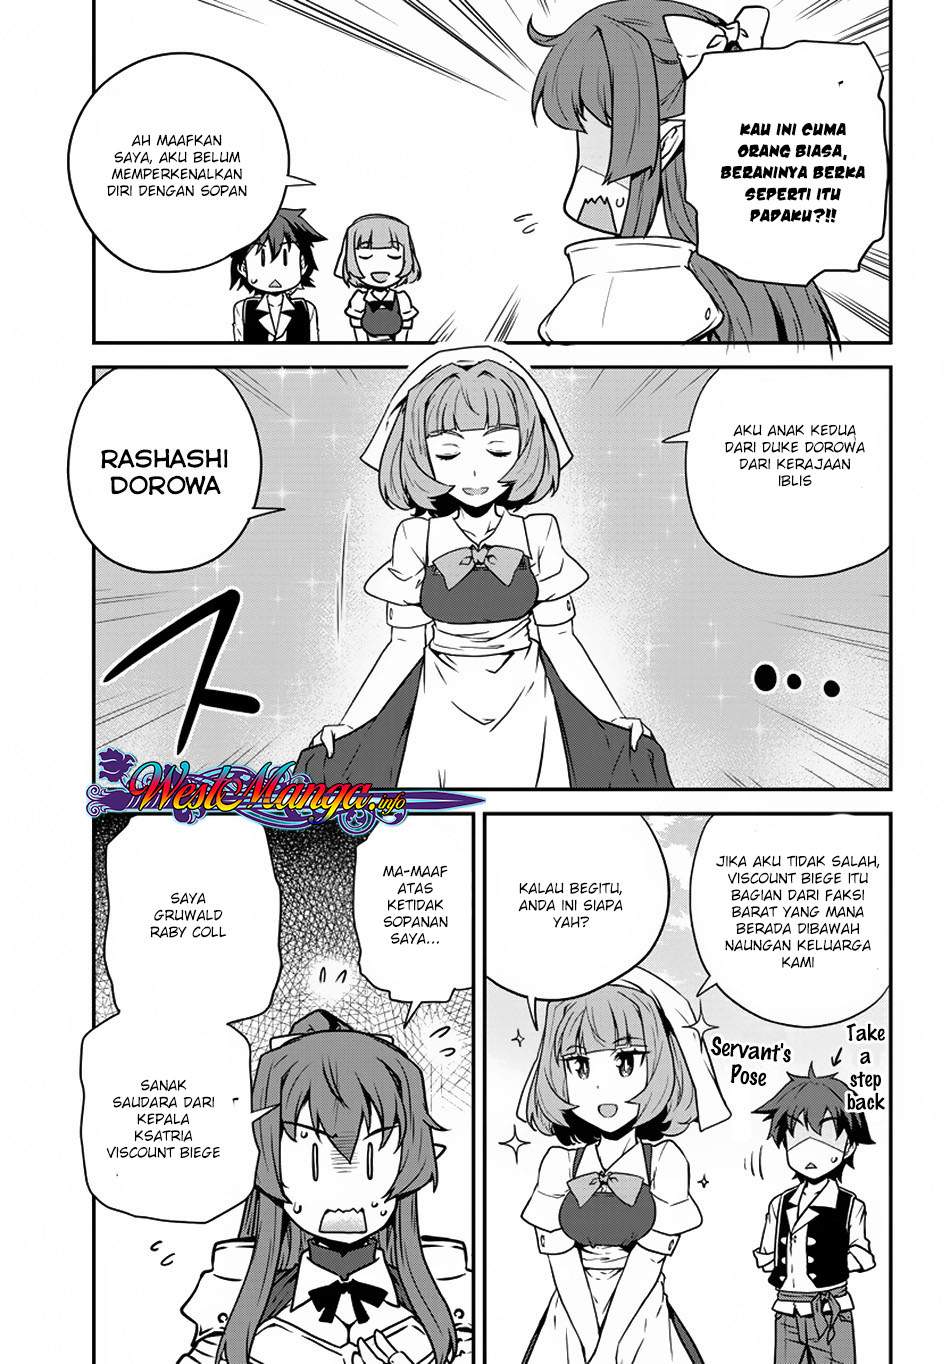 KAU INI CUMA
ORANG BIASA,
BERANINYA BERKA
SEPERTI ITU
PAPAKU?!!
AH MAAFKAN
SAYA, AKU BELUM
MEMPERKENALKAN
DIRI DENGAN SOPAN
AKU ANAK KEDUA
DARI DUKE DOROWA
DARI KERAJAAN
IBLIS
RASHASHI
DOROWA
ス
WESTMANGA.info
JIKA AKU TIDAK SALAH,
VISCOUNT BIEGE ITU
BAGIAN DARI FAKSI
BARAT YANG MANA
BERADA DIBAWAH
NAUNGAN KELUARGA
KAMI
KALAU BEGITU,
ANDA INI SIAPA
YAH?
Servant's
Pose
Take
a
step
back
MA-MAAF
ATAS
KETIDAK
SOPANAN
SAYA...
SAYA
GRUWALD
RABY COLL
SANAK
SAUDARA DARI
KEPALA
KSATRIA
VISCOUNT BIEGE